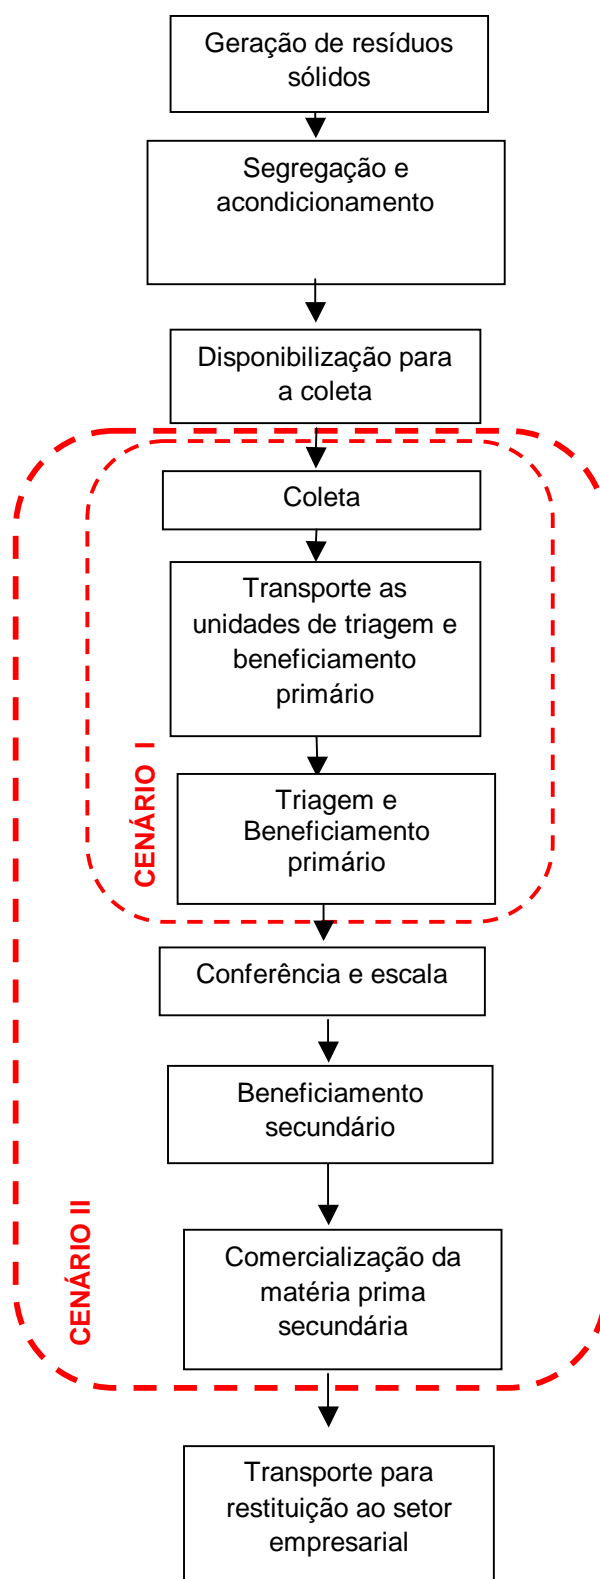 Geração de resíduos
sólidos
Segregação e
acondicionamento
Disponibilização para
a coleta
Coleta
Transporte as
unidades de triagem e
beneficiamento
primário
CENÁRIO I
Triagem e
Beneficiamento
primário
Conferência e escala
Beneficiamento
secundário
CENÁRIO II
Comercialização da
matéria prima
secundária
Transporte para
restituição ao setor
empresarial